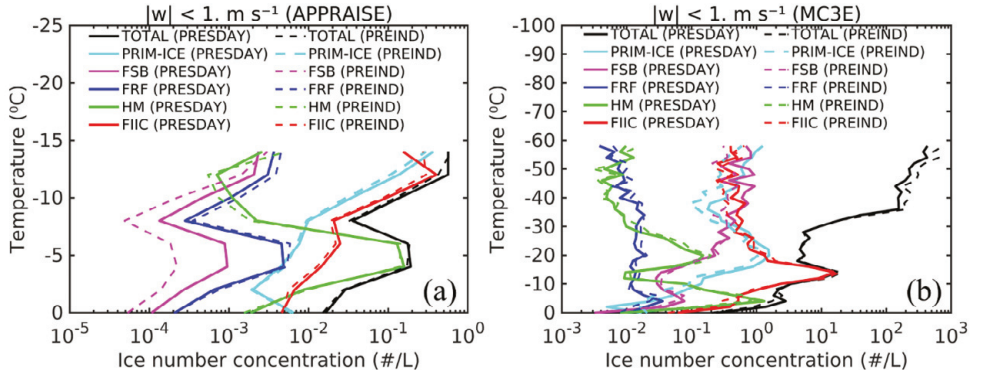 |w| < 1. m s⁻¹ (APPRAISE)
-25
-20
-15
-10
-5
0
Temperature (⁰C)
TOTAL (PRESDAY)
PRIM-ICE (PRESDAY)
FSB (PRESDAY)
FRF (PRESDAY)
HM (PRESDAY)
FIIC (PRESDAY)
TOTAL (PREIND)
PRIM-ICE (PREIND)
FSB (PREIND)
FRF (PREIND)
HM (PREIND)
FIIC (PREIND)
(a)
10⁻⁵ 10⁻⁴ 10⁻³ 10⁻² 10⁻¹ 10⁰
Ice number concentration (#/L)
|w| < 1. m s⁻¹ (MC3E)
-100
-90
-80
-70
-60
-50
-40
-30
-20
-10
0
Temperature (⁰C)
TOTAL (PRESDAY)
PRIM-ICE (PRESDAY)
FSB (PRESDAY)
FRF (PRESDAY)
HM (PRESDAY)
FIIC (PRESDAY)
TOTAL (PREIND)
PRIM-ICE (PREIND)
FSB (PREIND)
FRF (PREIND)
HM (PREIND)
FIIC (PREIND)
(b)
10⁻³ 10⁻² 10⁻¹ 10⁰ 10¹ 10² 10³
Ice number concentration (#/L)